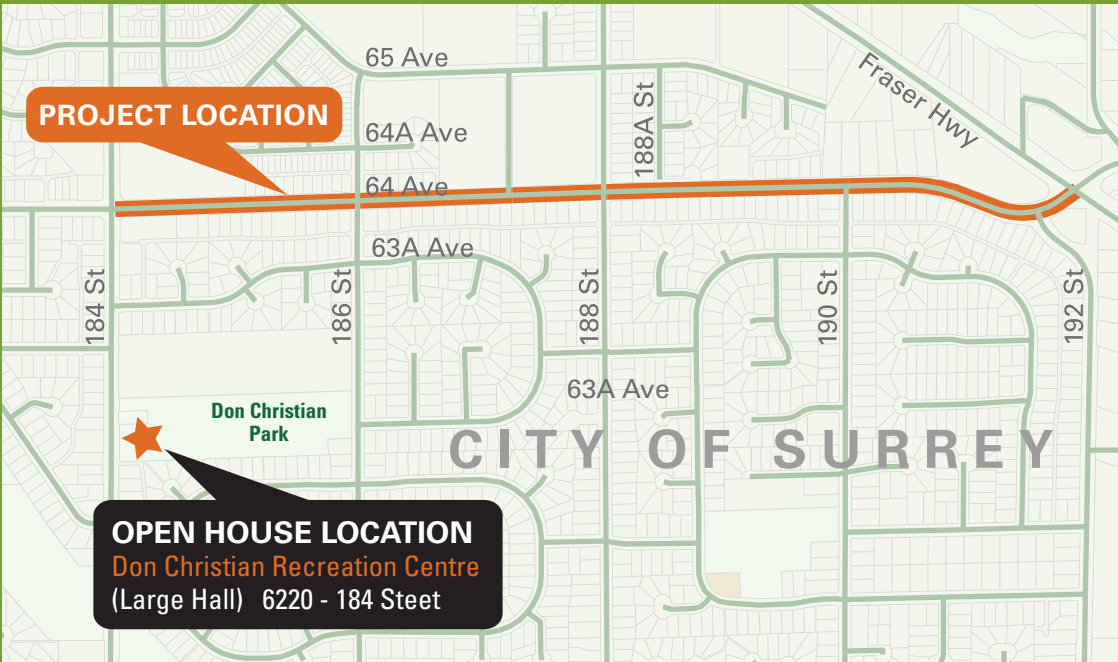 65 Ave
Fraser Hwy
PROJECT LOCATION
188A St
64A Ave
64 Ave
63A Ave
184 St
186 St
188 St
190 St
192 St
63A Ave
Don Christian
Park
CITY OF SURREY
OPEN HOUSE LOCATION
Don Christian Recreation Centre
(Large Hall) 6220 - 184 Steet